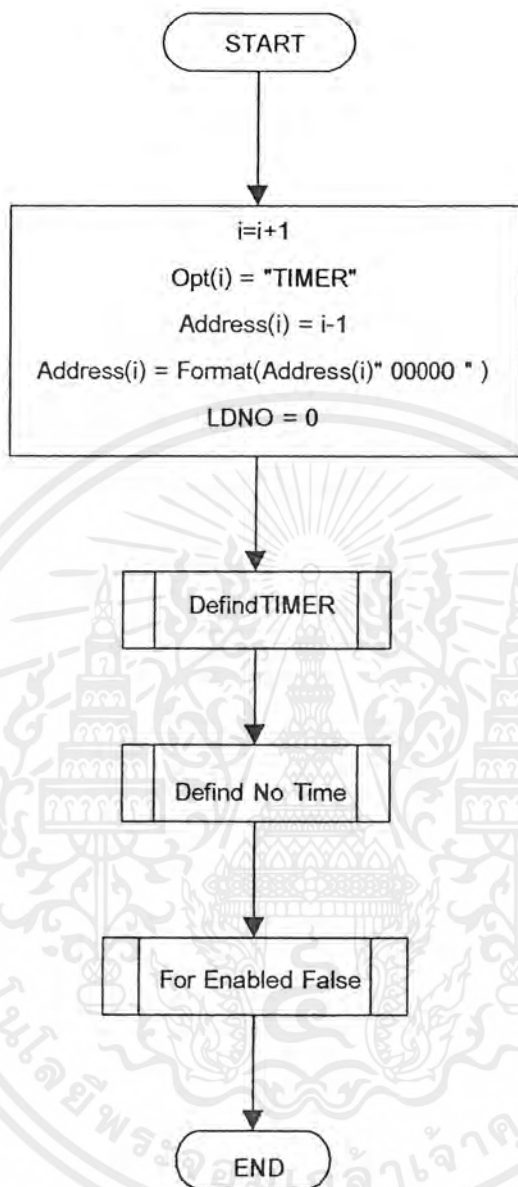 START
i=i+1
Opt(i) = "TIMER"
Address(i) = i-1
Address(i) = Format(Address(i)" 00000 " )
LDNO = 0
DefindTIMER
Defind No Time
For Enabled False
END